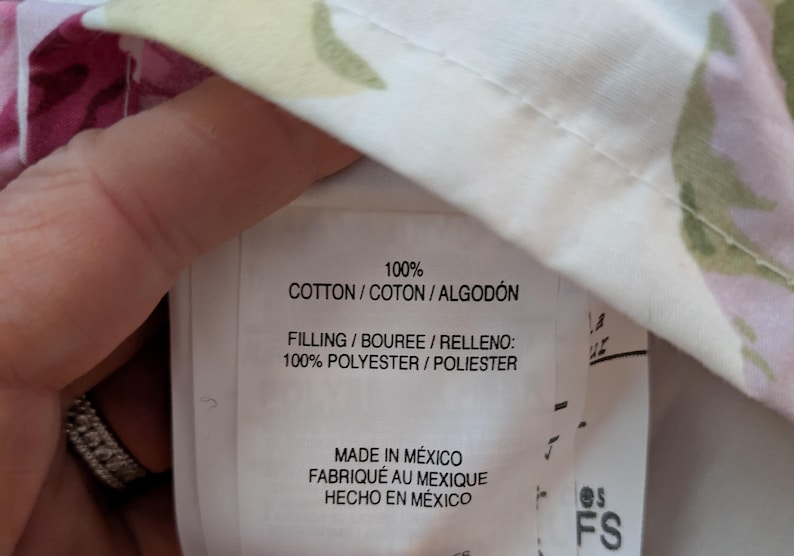 100%
COTTON / COTON / ALGODÓN
FILLING / BOUREE / RELLENO:
100% POLYESTER / POLIESTER
MADE IN MÉXICO
FABRIQUÉ AU MEXIQUE
HECHO EN MÉXICO
es
FS